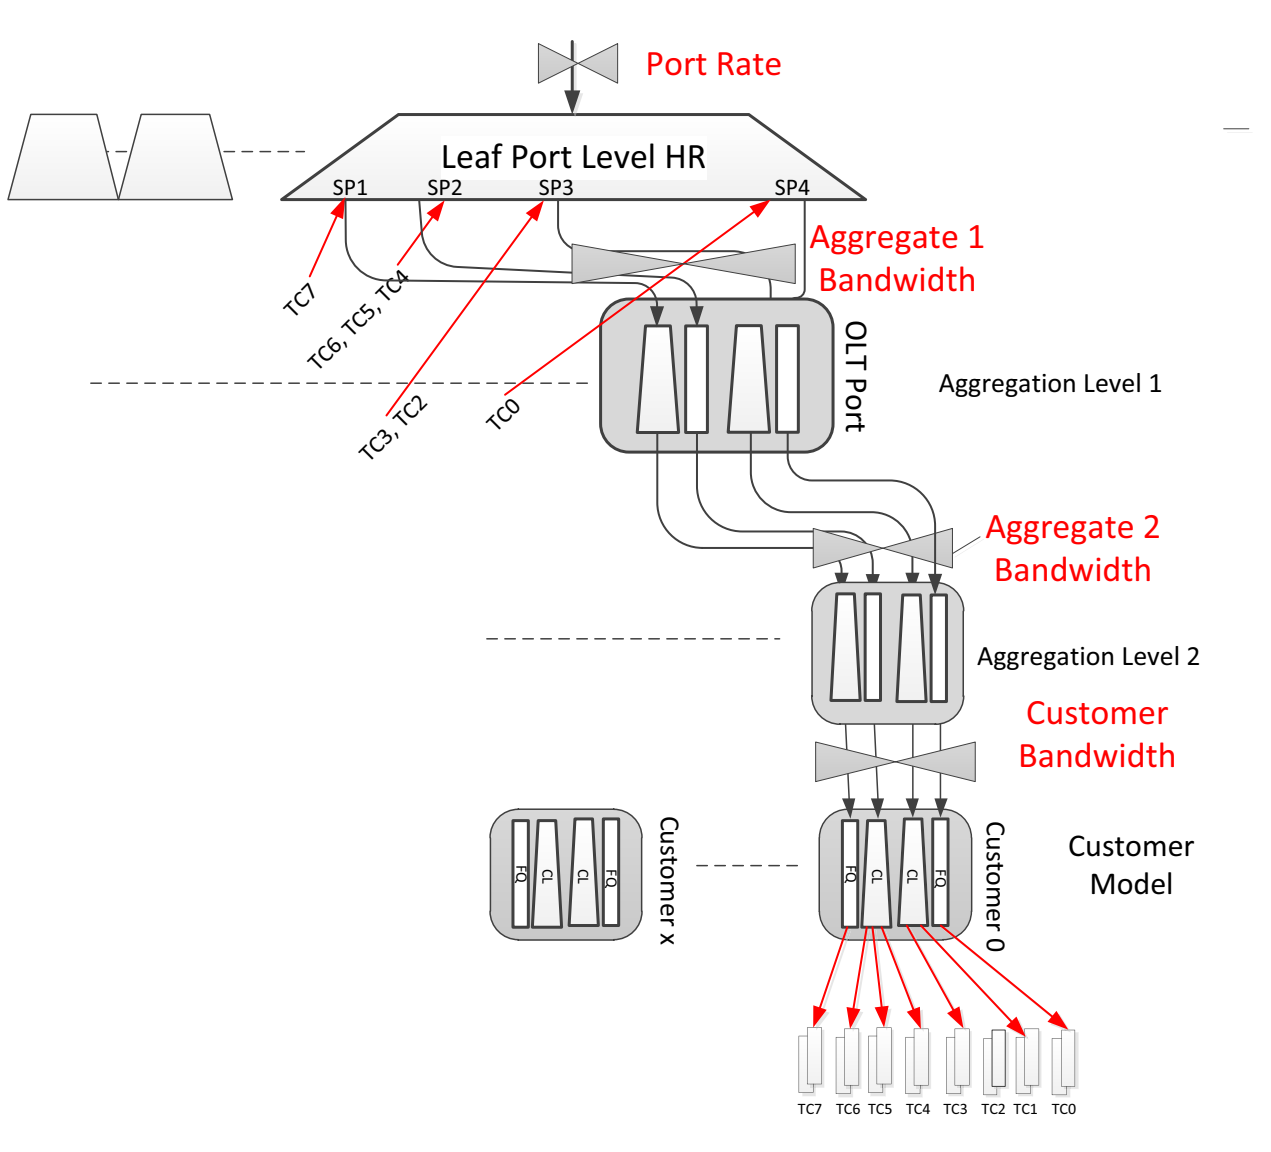 Port Rate
Leaf Port Level HR
SP1
SP2
SP3
SP4
Aggregate 1
Bandwidth
TC7
TC6, TC5, TC4
TC3, TC2
TC0
OLT Port
Aggregation Level 1
Aggregate 2
Bandwidth
Aggregation Level 2
Customer
Bandwidth
FQ
CL
CL
FQ
Customer x
FQ
CL
CL
FQ
Customer 0
Customer
Model
TC7
TC6
TC5
TC4
TC3
TC2
TC1
TC0